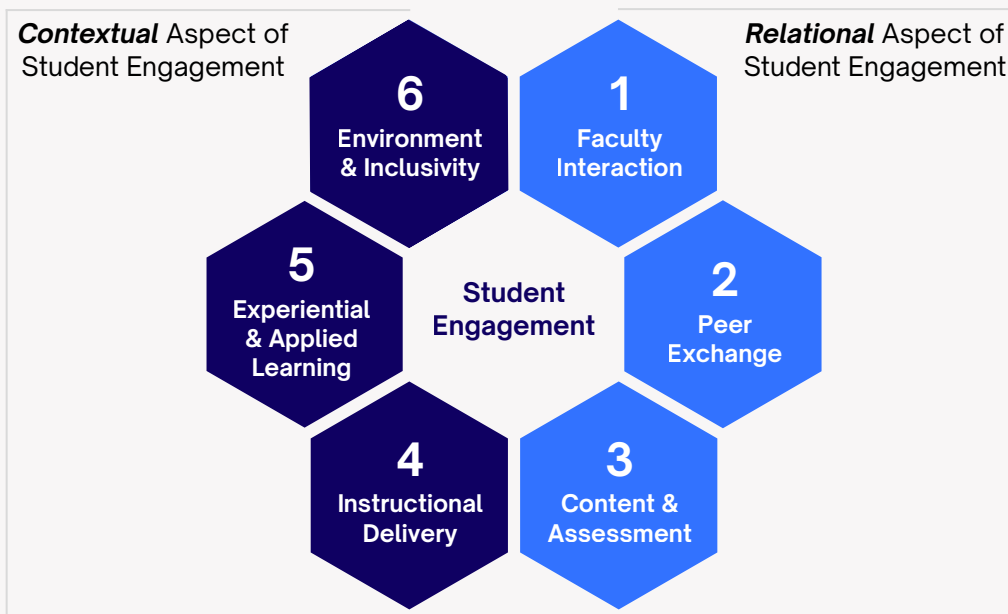 Contextual Aspect of
Student Engagement
Relational Aspect of
Student Engagement
6
Environment
& Inclusivity
1
Faculty
Interaction
5
Experiential
& Applied
Learning
Student
Engagement
2
Peer
Exchange
4
Instructional
Delivery
3
Content &
Assessment